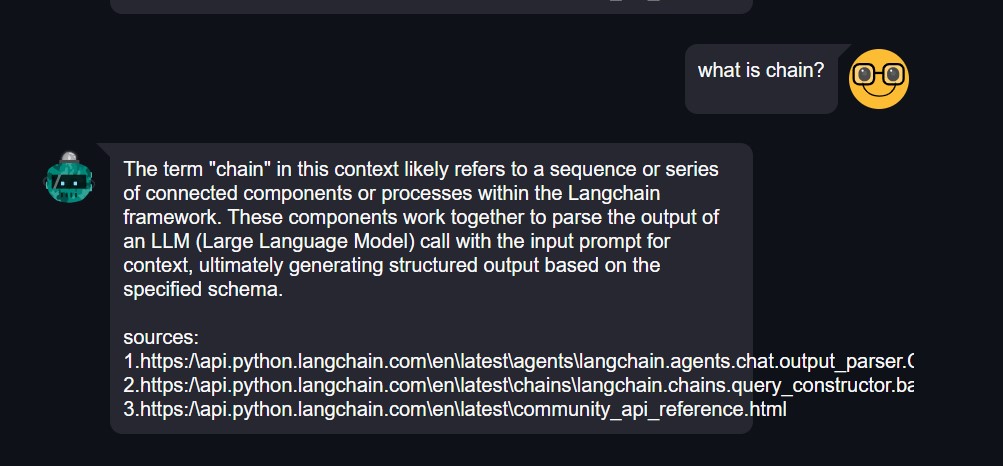 what is chain?
The term "chain" in this context likely refers to a sequence or series
of connected components or processes within the Langchain
framework. These components work together to parse the output of
an LLM (Large Language Model) call with the input prompt for
context, ultimately generating structured output based on the
specified schema.
sources:
1.https:/\api.python.langchain.com\en\latest\agents\langchain.agents.chat.output_parser.
2.https:/\api.python.langchain.com\en\latest\chains\langchain.chains.query_constructor.ba
3.https:/\api.python.langchain.com\en\latest\community_api_reference.html